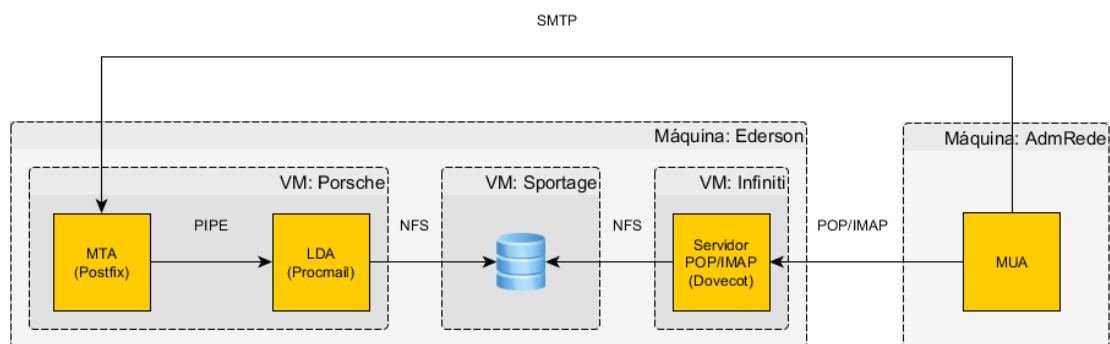 SMTP
Máquina: Ederson
Máquina: AdmRede
VM: Porsche
VM: Sportage
VM: Infiniti
MTA
(Postfix)
PIPE
LDA
(Procmail)
NFS
NFS
Servidor
POP/IMAP
(Dovecot)
POP/IMAP
MUA